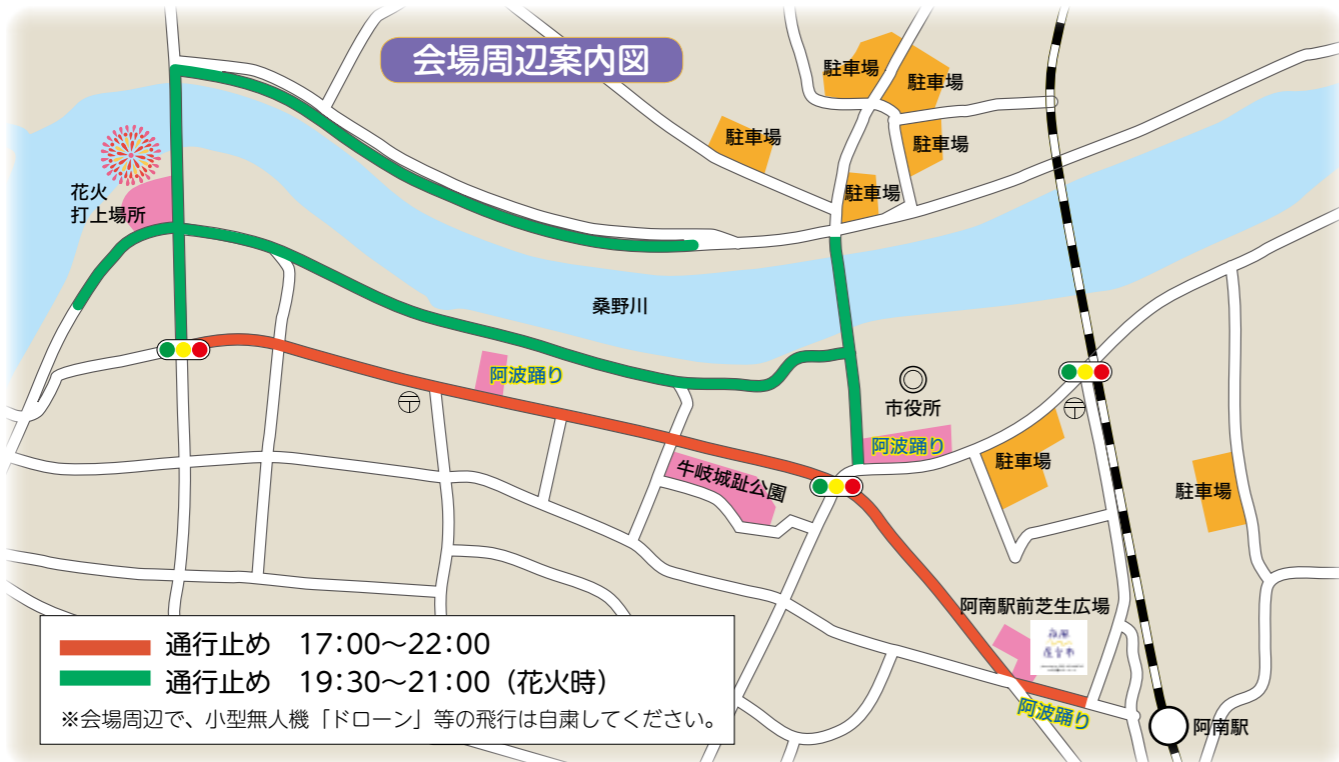 会場周辺案内図
駐車場
駐車場
駐車場
駐車場
駐車場
花火
打上場所
桑野川
阿波踊り
市役所
阿波踊り
駐車場
牛岐城趾公園
駐車場
阿南駅前芝生広場
阿波踊り
阿南駅
通行止め 17:00〜22:00
通行止め 19:30〜21:00（花火時）
※会場周辺で、小型無人機「ドローン」等の飛行は自粛してください。